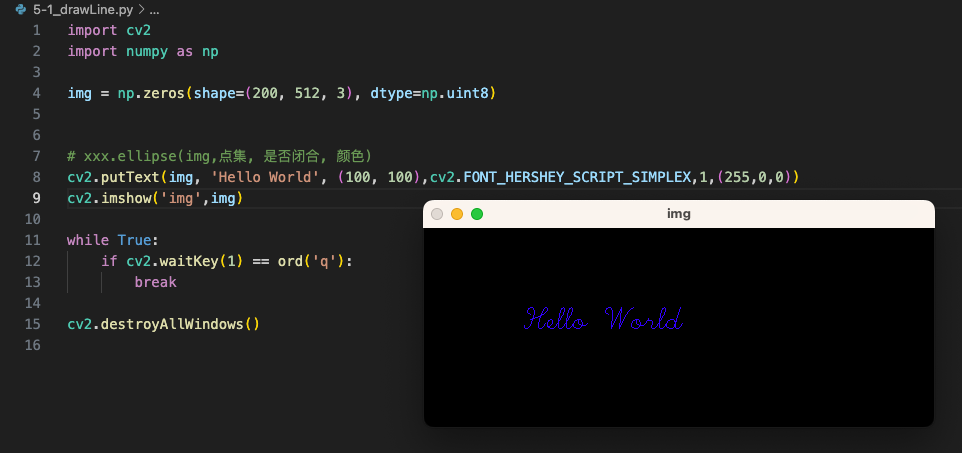 5-1_drawLine.py > ...
1 import cv2
2 import numpy as np
3
4 img = np.zeros(shape=(200, 512, 3), dtype=np.uint8)
5
6
7 # xxx.ellipse(img,点集, 是否闭合, 颜色)
8 cv2.putText(img, 'Hello World', (100, 100),cv2.FONT_HERSHEY_SCRIPT_SIMPLEX,1,(255,0,0))
9 cv2.imshow('img',img)
10
11 while True:
12     if cv2.waitKey(1) == ord('q'):
13         break
14
15 cv2.destroyAllWindows()
16
img
Hello World